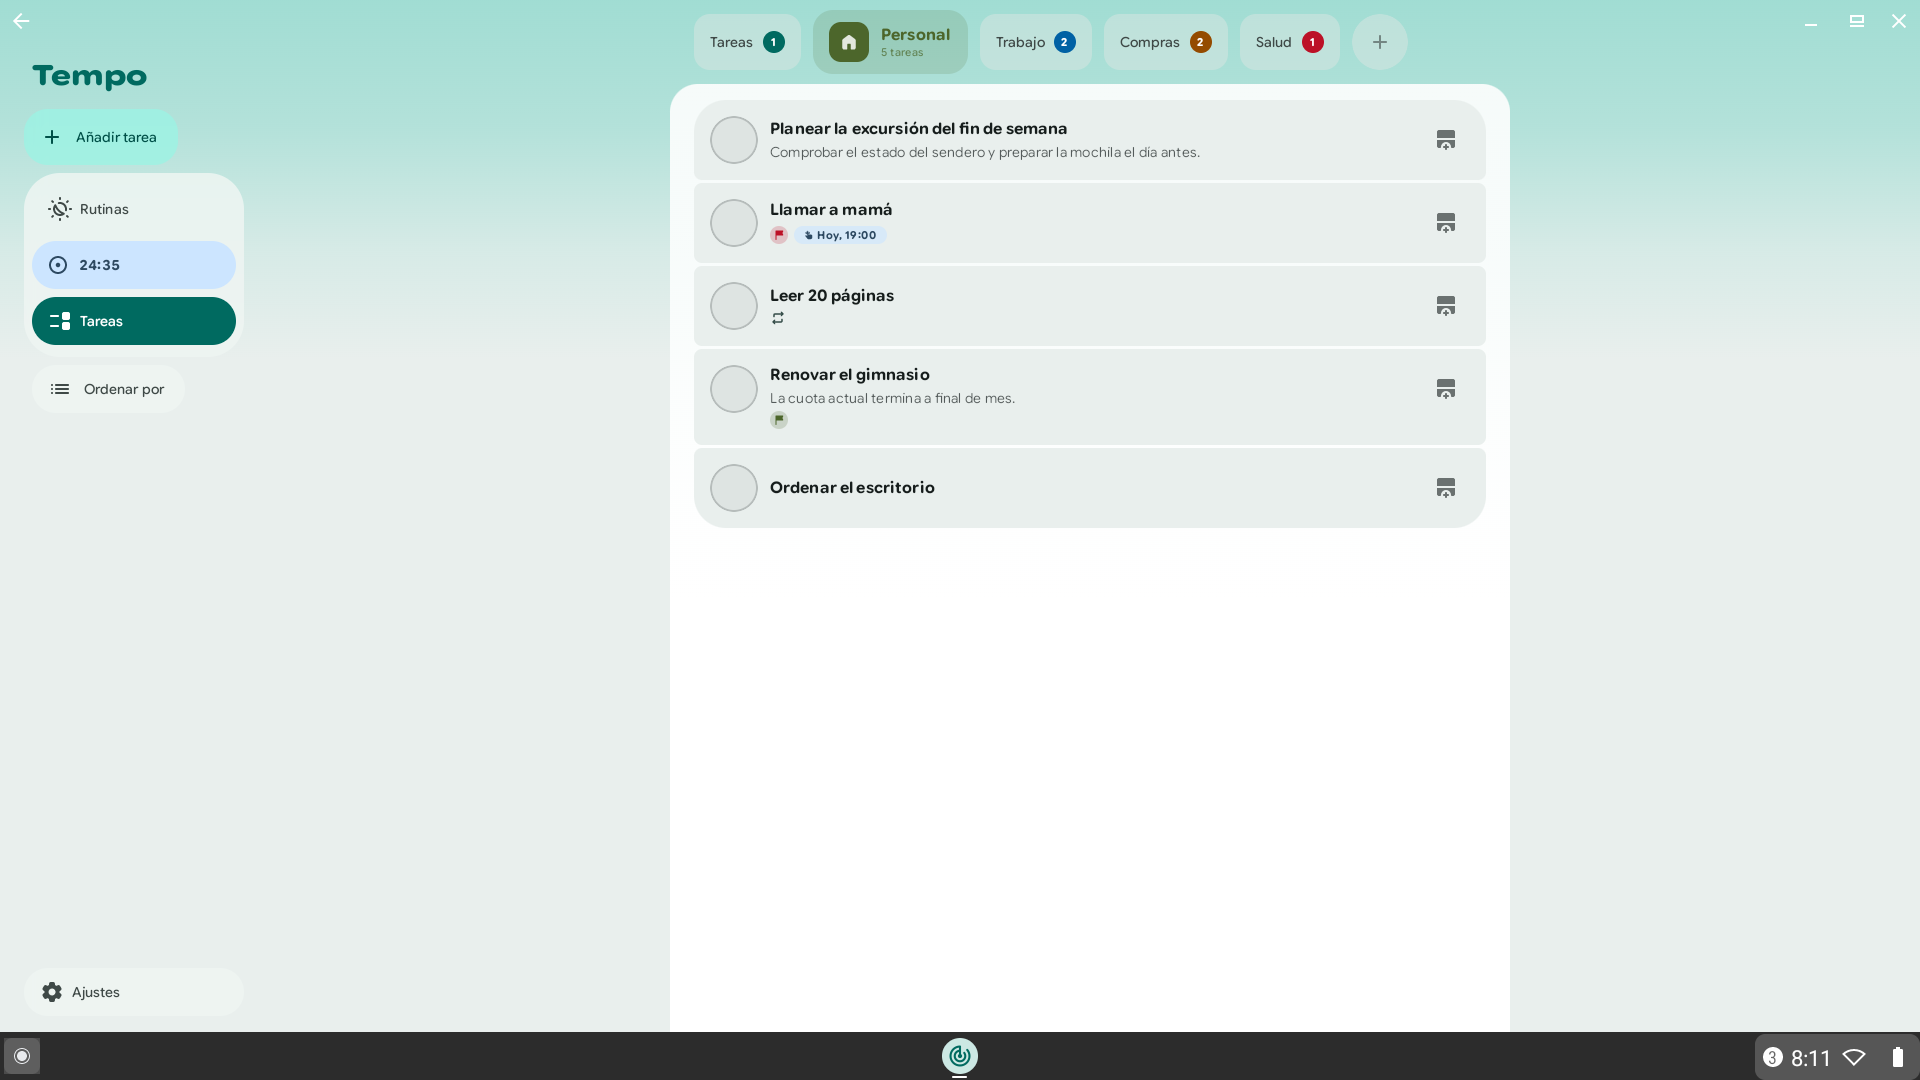 Tempo
Añadir tarea
Rutinas
24:35
Tareas
Ordenar por
Ajustes
Tareas 1
Personal
5 tareas
Trabajo 2
Compras 2
Salud 1
Planear la excursión del fin de semana
Comprobar el estado del sendero y preparar la mochila el día antes.
Llamar a mamá
Hoy, 19:00
Leer 20 páginas
Renovar el gimnasio
La cuota actual termina a final de mes.
Ordenar el escritorio
3 8:11